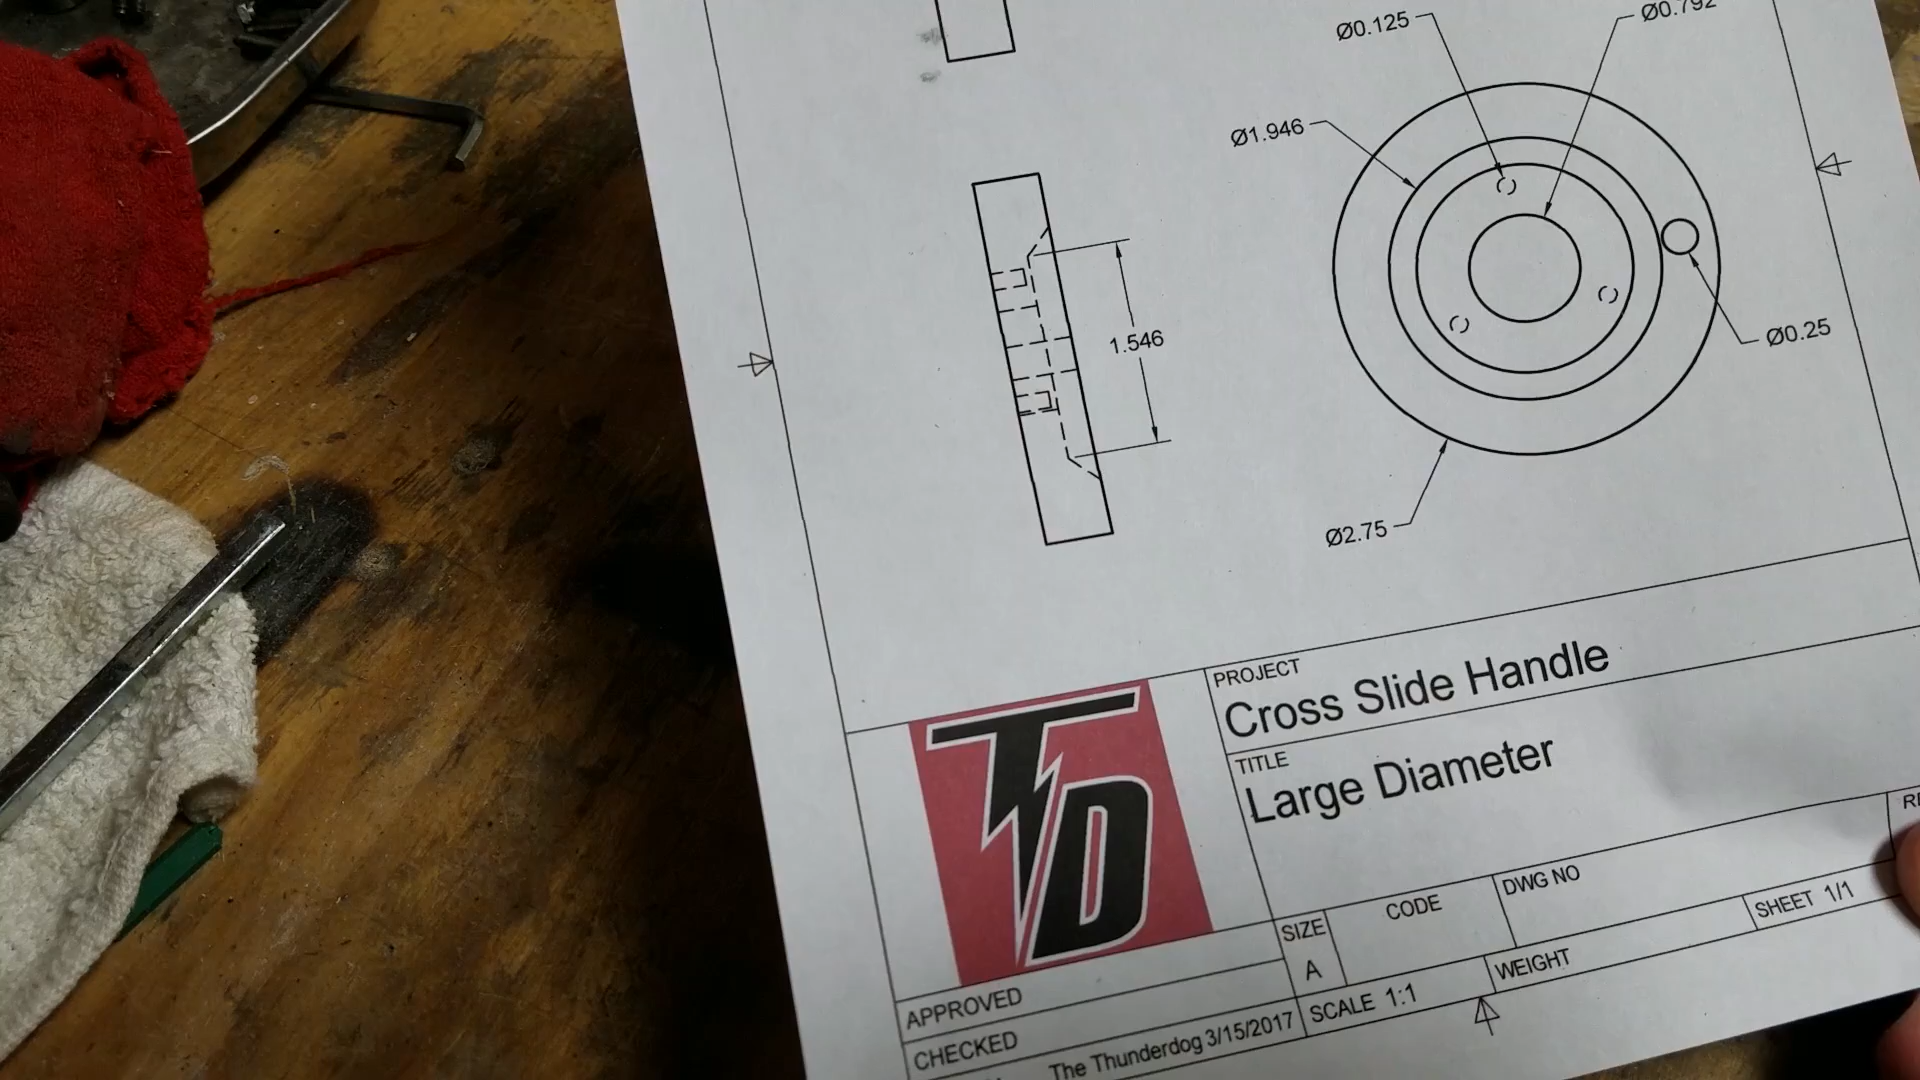 Ø0.125
Ø0.792
Ø1.946
1.546
Ø0.25
Ø2.75
PROJECT
Cross Slide Handle
TITLE
Large Diameter
TD
SIZE
A
CODE
DWG NO
SCALE 1:1
WEIGHT
SHEET 1/1
APPROVED
CHECKED
The Thunderdog 3/15/2017